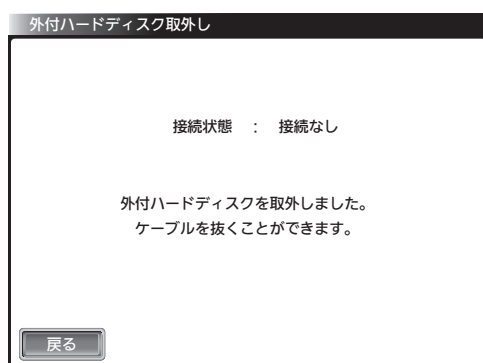 外付ハードディスク取外し
接続状態 : 接続なし
外付ハードディスクを取外しました。
ケーブルを抜くことができます。
戻る